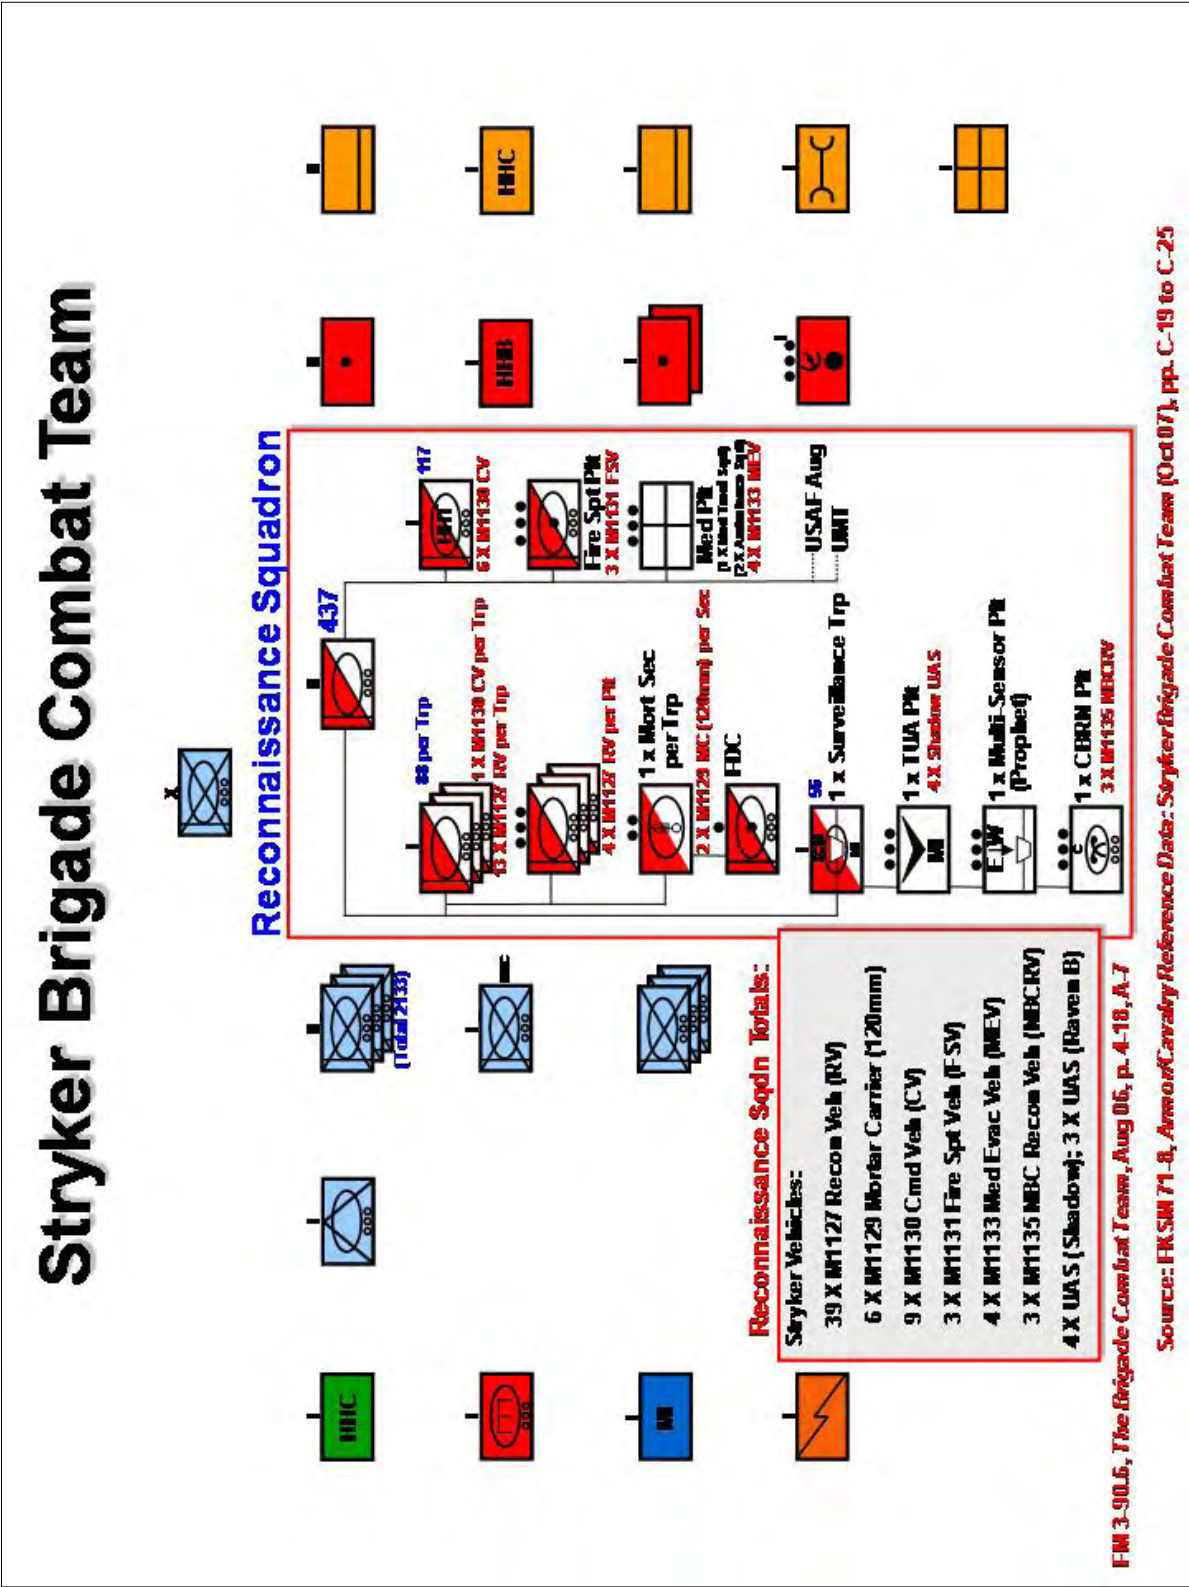 Stryker Brigade Combat Team
X
Reconnaissance Squadron
437
HHC
(Total 2133)
88 per Trp
1 X M1130 CV per Trp
13 X M1127 RV per Trp
HHT
117
6 X M1130 CV
HHB
HHC
4 X M1127 RV per Plt
Fire Spt Plt
3 X M1131 FSV
MI
1 x Mort Sec
per Trp
2 X M1129 MC (120mm) per Sec
FDC
Med Plt
4 X M1133 MEV
USAF Aug
UMT
56
1 x Surveillance Trp
MI
1 x TUA Plt
4 X Shadow UAS
EW
1 x Multi-Sensor Plt
(Prophet)
C
1 x CBRN Plt
3 X M1135 NBCRV
Reconnaissance Sqdn Totals:
Stryker Vehicles:
39 X M1127 Recon Veh (RV)
6 X M1129 Mortar Carrier (120mm)
9 X M1130 Cmd Veh (CV)
3 X M1131 Fire Spt Veh (FSV)
4 X M1133 Med Evac Veh (MEV)
3 X M1135 NBC Recon Veh (NBCRV)
4 X UAS (Shadow); 3 X UAS (Raven B)
FM 3-90.6, The Brigade Combat Team, Aug 06, p. 4-18, A-7
Source: FKSM 71-8, Armor/Cavalry Reference Data: Stryker Brigade Combat Team (Oct 07), pp. C-19 to C-25